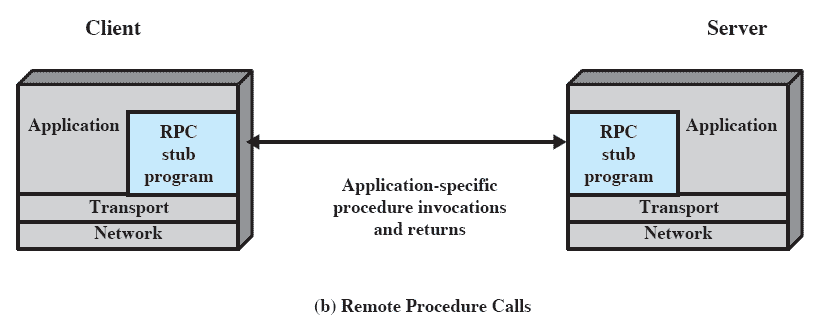 Client
Server
Application
RPC
stub
program
Transport
Network
Application-specific
procedure invocations
and returns
RPC
stub
program
Application
Transport
Network
(b) Remote Procedure Calls